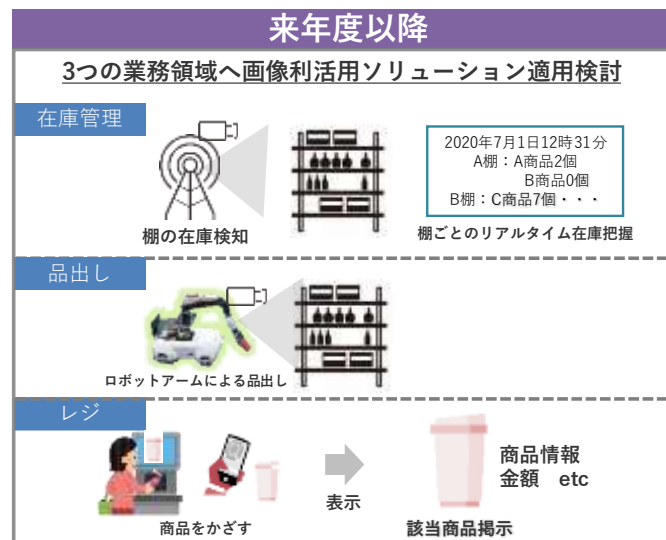 来年度以降
3つの業務領域へ画像利活用ソリューション適用検討
在庫管理
2020年7月1日12時31分
A棚：A商品2個
B商品0個
B棚：C商品7個・・・
棚の在庫検知
棚ごとのリアルタイム在庫把握
品出し
ロボットアームによる品出し
レジ
商品情報
金額　etc
表示
商品をかざす
該当商品掲示